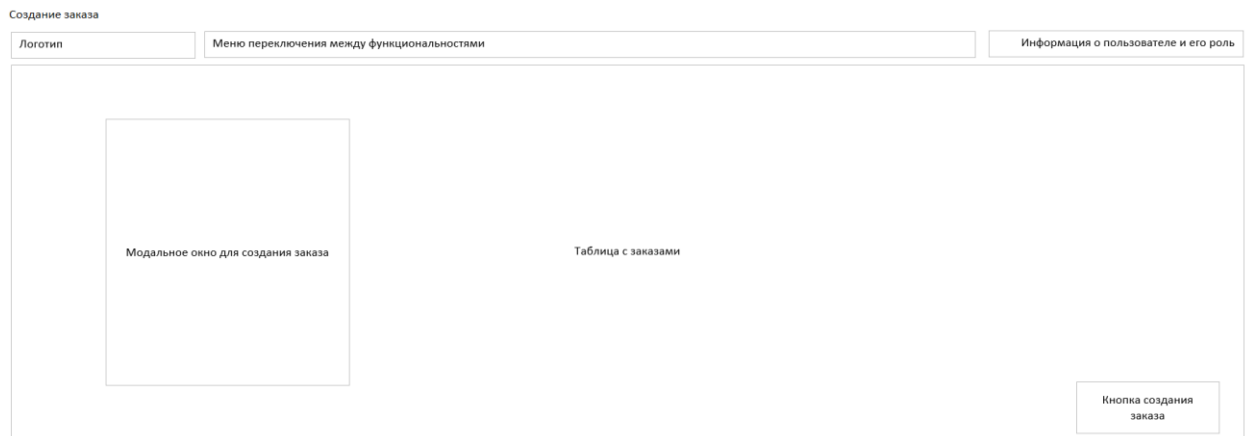 Создание заказа
Логотип
Меню переключения между функциональностями
Информация о пользователе и его роль
Модальное окно для создания заказа
Таблица с заказами
Кнопка создания
заказа